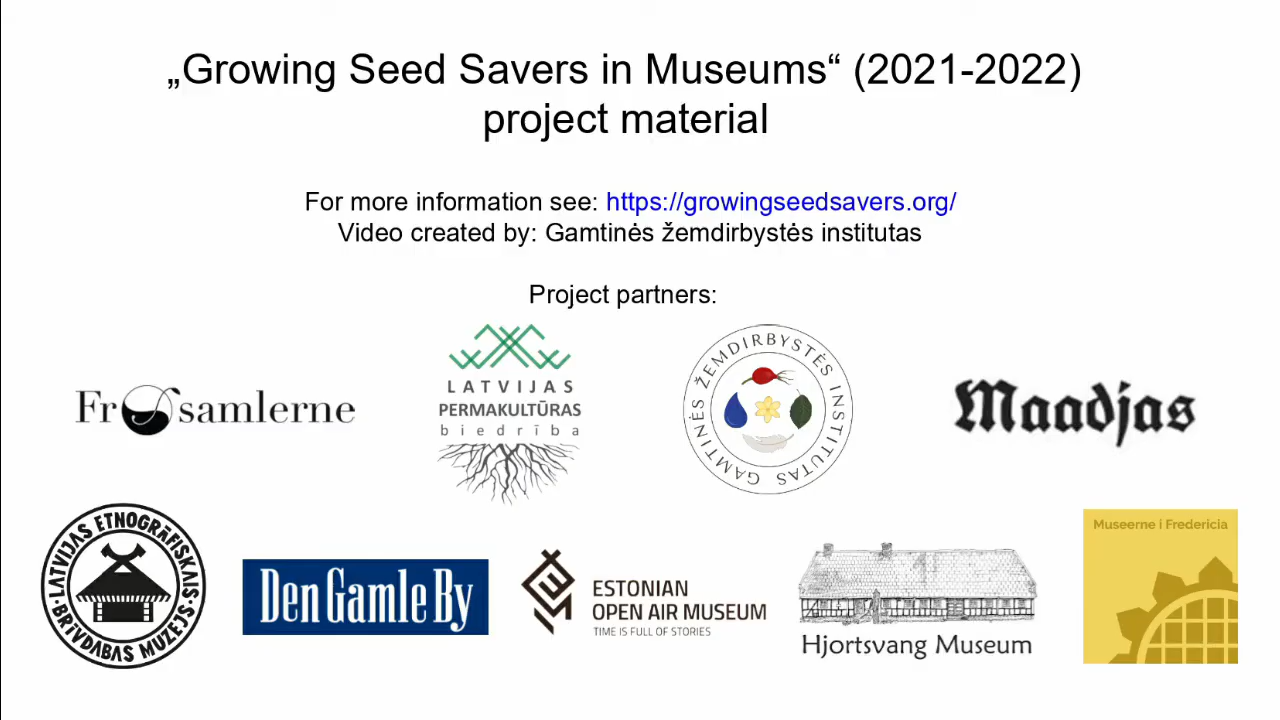 „Growing Seed Savers in Museums“ (2021-2022)
project material
For more information see: https://growingseedsavers.org/
Video created by: Gamtinės žemdirbystės institutas
Project partners:
Frøsamlerne
LATVIJAS
PERMAKULTŪRAS
biedrība
GAMTINĖS ŽEMDIRBYSTĖS INSTITUTAS
Maadjas
LATVIJAS ETNOGRĀFISKAIS
BRĪVDABAS MUZEJS
Den Gamle By
ESTONIAN
OPEN AIR MUSEUM
TIME IS FULL OF STORIES
Hjortsvang Museum
Museerne i Fredericia